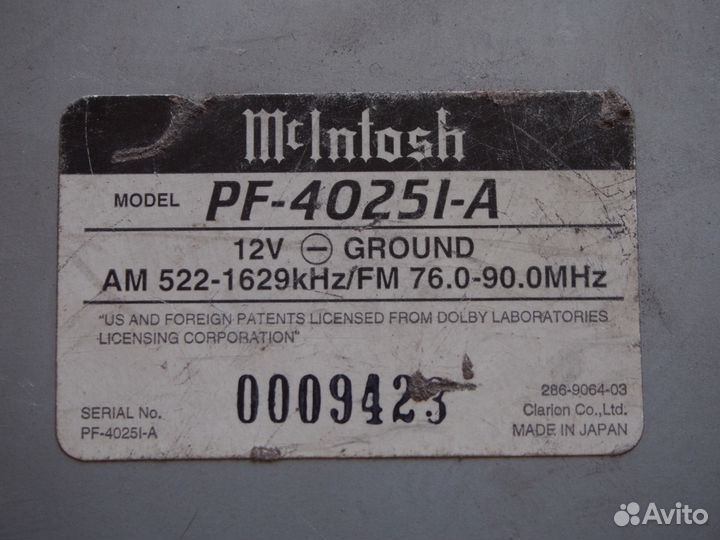 McIntosh
MODEL PF-4025I-A
12V ⊖ GROUND
AM 522-1629kHz/FM 76.0-90.0MHz
"US AND FOREIGN PATENTS LICENSED FROM DOLBY LABORATORIES
LICENSING CORPORATION"
SERIAL No.
PF-4025I-A
0009423
286-9064-03
Clarion Co.,Ltd.
MADE IN JAPAN
Avito